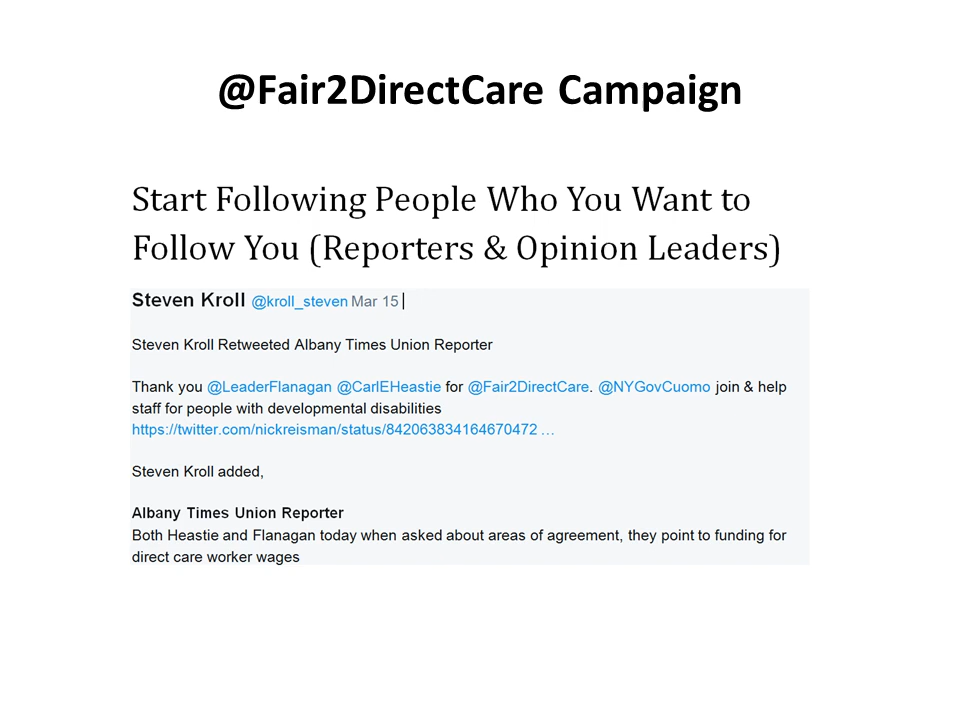 @Fair2DirectCare Campaign
Start Following People Who You Want to
Follow You (Reporters & Opinion Leaders)
Steven Kroll @kroll_steven Mar 15
Steven Kroll Retweeted Albany Times Union Reporter
Thank you @LeaderFlanagan @CarlEHeastie for @Fair2DirectCare. @NYGovCuomo join & help
staff for people with developmental disabilities
https://twitter.com/nickreisman/status/842063834164670472 …
Steven Kroll added,
Albany Times Union Reporter
Both Heastie and Flanagan today when asked about areas of agreement, they point to funding for
direct care worker wages